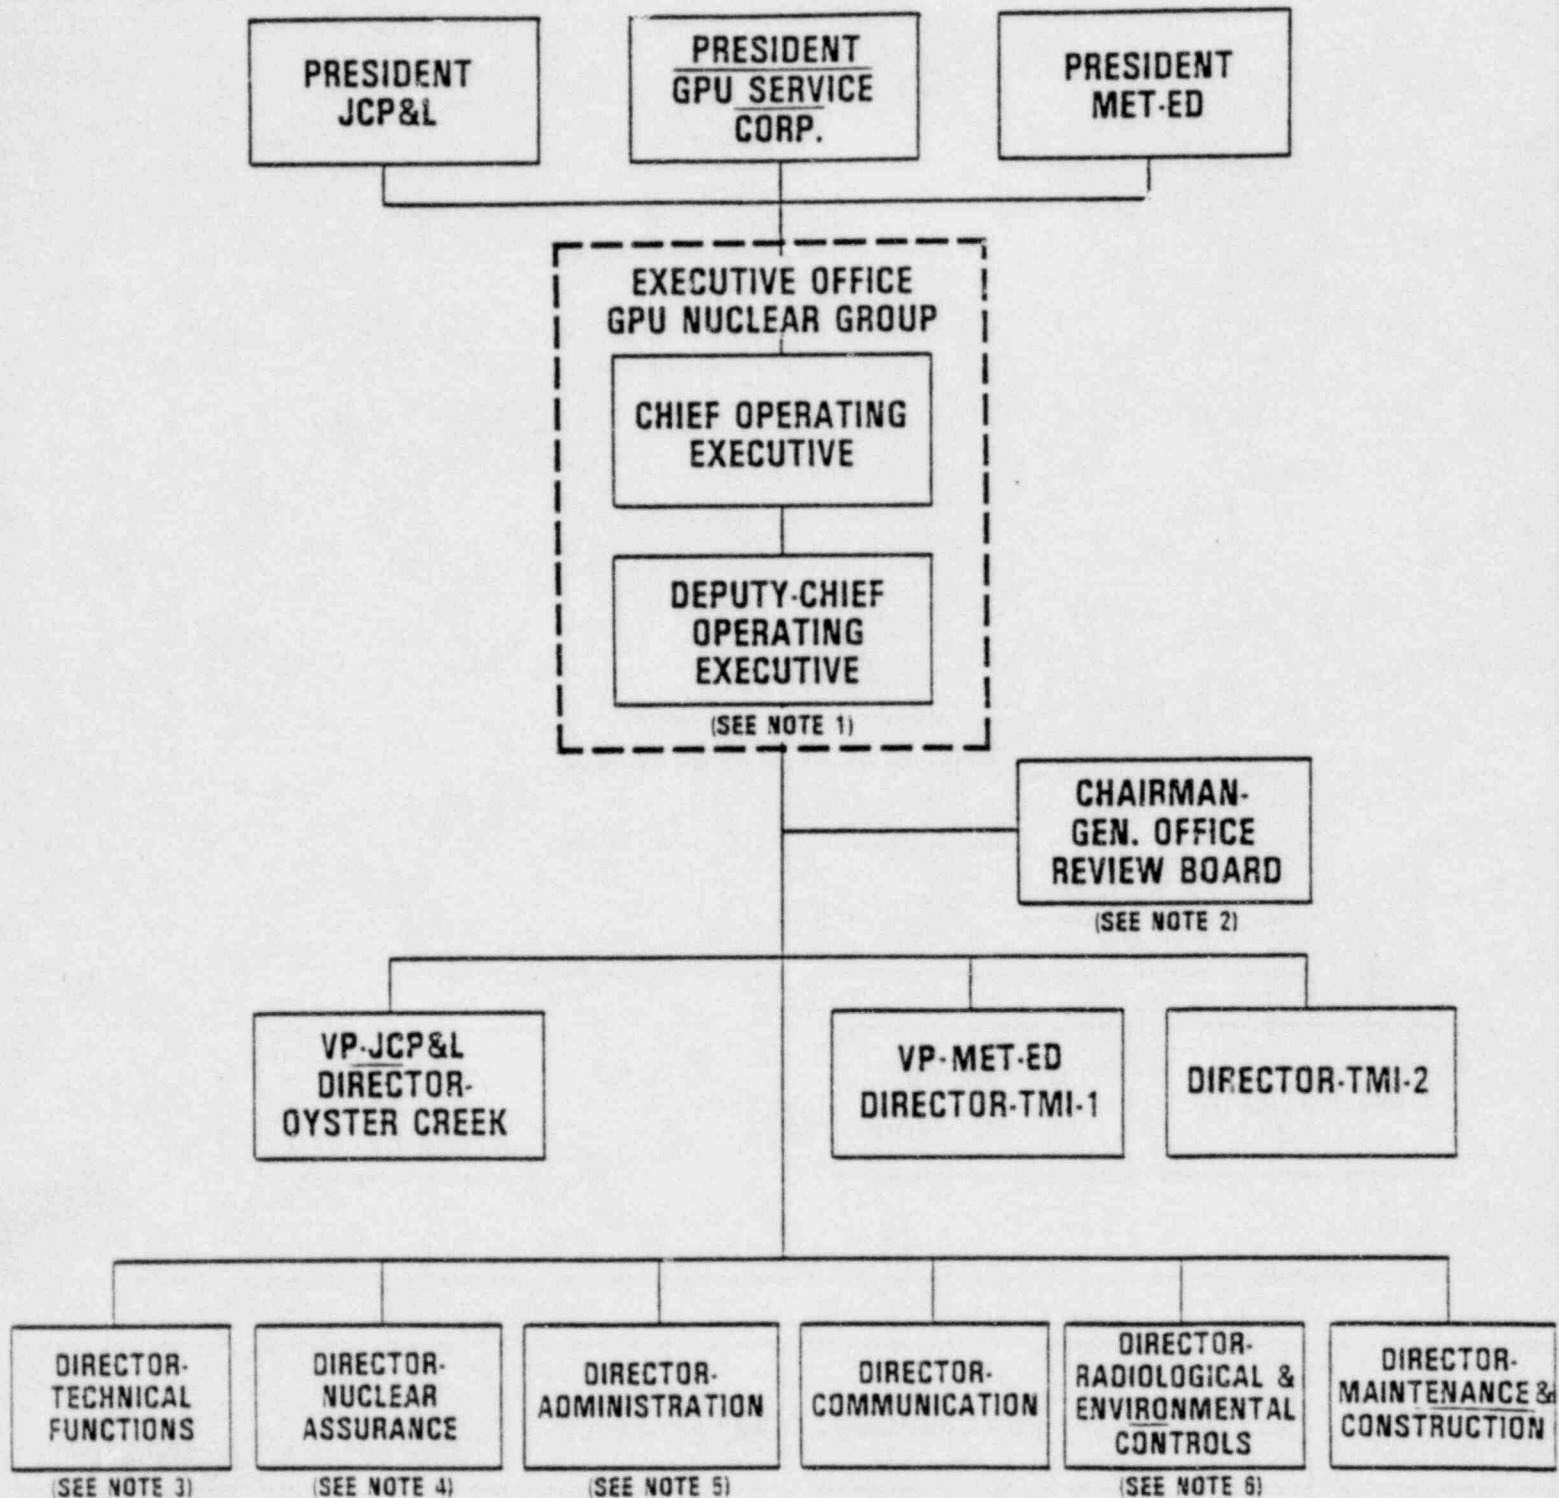 PRESIDENT
JCP&L
PRESIDENT
GPU SERVICE
CORP.
PRESIDENT
MET-ED
EXECUTIVE OFFICE
GPU NUCLEAR GROUP
CHIEF OPERATING
EXECUTIVE
DEPUTY-CHIEF
OPERATING
EXECUTIVE
(SEE NOTE 1)
CHAIRMAN-
GEN. OFFICE
REVIEW BOARD
(SEE NOTE 2)
VP-JCP&L
DIRECTOR-
OYSTER CREEK
VP-MET-ED
DIRECTOR-TMI-1
DIRECTOR-TMI-2
DIRECTOR-
TECHNICAL
FUNCTIONS
(SEE NOTE 3)
DIRECTOR-
NUCLEAR
ASSURANCE
(SEE NOTE 4)
DIRECTOR-
ADMINISTRATION
(SEE NOTE 5)
DIRECTOR-
COMMUNICATION
DIRECTOR-
RADIOLOGICAL &
ENVIRONMENTAL
CONTROLS
(SEE NOTE 6)
DIRECTOR-
MAINTENANCE &
CONSTRUCTION